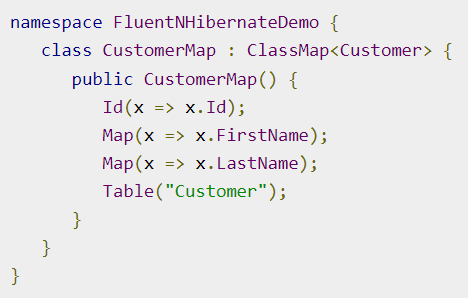 namespace FluentNHibernateDemo {
   class CustomerMap : ClassMap<Customer> {
      public CustomerMap() {
         Id(x => x.Id);
         Map(x => x.FirstName);
         Map(x => x.LastName);
         Table("Customer");
      }
   }
}